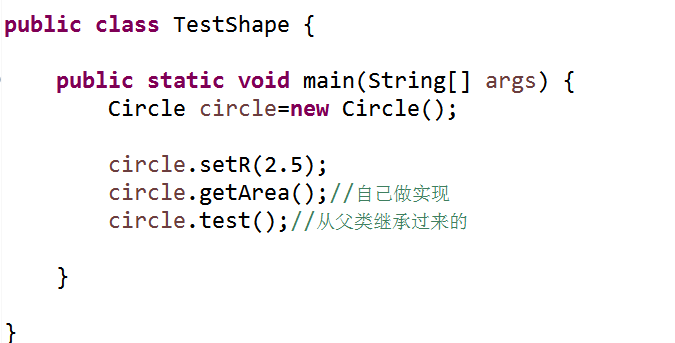 public class TestShape {
public static void main(String[] args) {
Circle circle=new Circle();
circle.setR(2.5);
circle.getArea();//自己做实现
circle.test();//从父类继承过来的
}
}